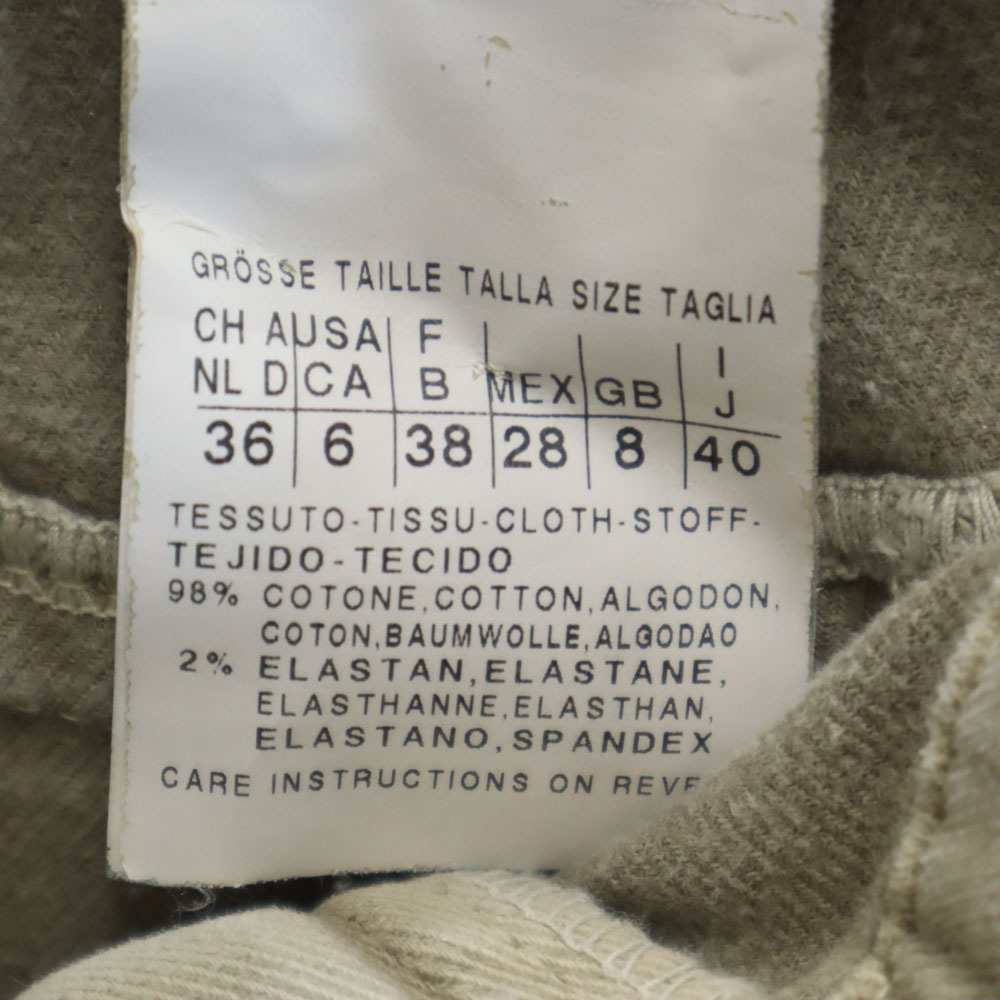 GRÖSSE TAILLE TALLA SIZE TAGLIA
CH A USA F I
NL D CA B MEX GB J
36 6 38 28 8 40
TESSUTO-TISSU-CLOTH-STOFF-
TEJIDO-TECIDO
98% COTONE,COTTON,ALGODON,
COTON,BAUMWOLLE,ALGODAO
2% ELASTAN,ELASTANE,
ELASTHANNE,ELASTHAN,
ELASTANO,SPANDEX
CARE INSTRUCTIONS ON